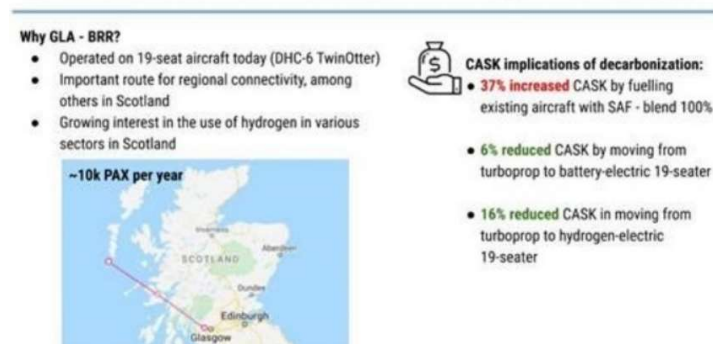 Why GLA - BRR?
● Operated on 19-seat aircraft today (DHC-6 TwinOtter)
● Important route for regional connectivity, among
others in Scotland
● Growing interest in the use of hydrogen in various
sectors in Scotland
~10k PAX per year
Inverness
SCOTLAND
Aberdeen
Dundee
Edinburgh
Glasgow
$
CASK implications of decarbonization:
● 37% increased CASK by fuelling
existing aircraft with SAF - blend 100%
● 6% reduced CASK by moving from
turboprop to battery-electric 19-seater
● 16% reduced CASK in moving from
turboprop to hydrogen-electric
19-seater